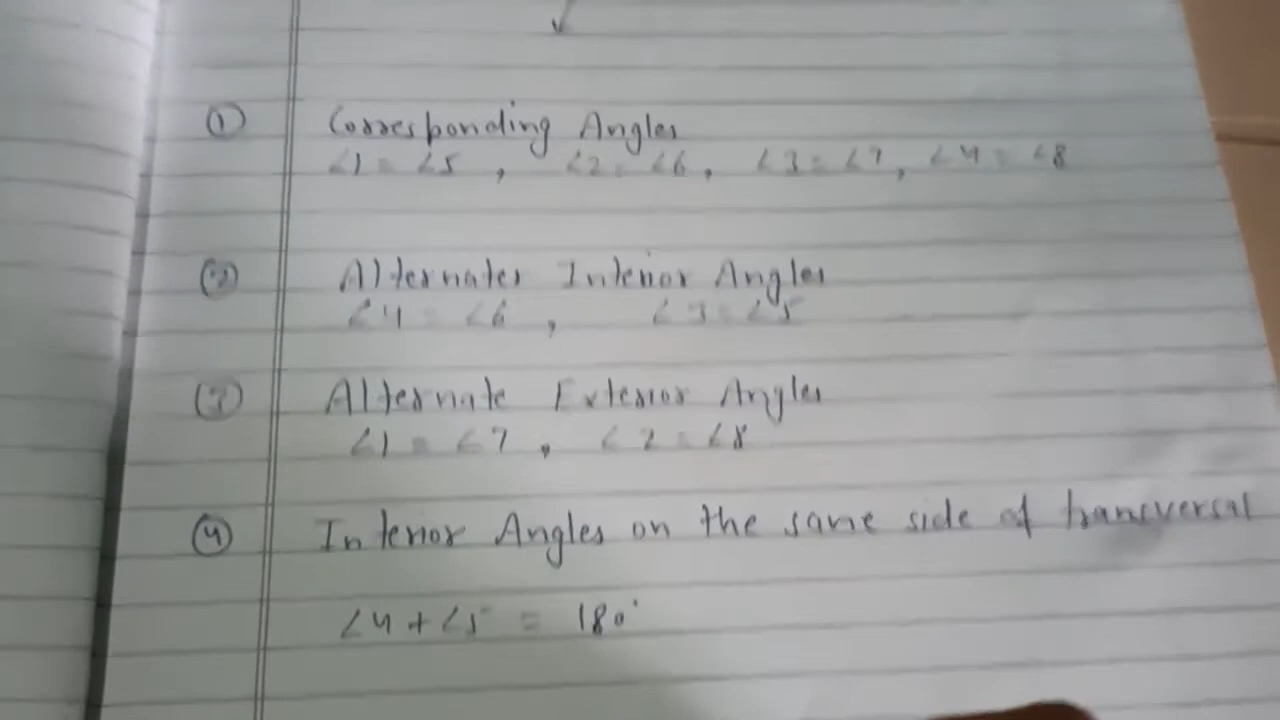 ① Corresponding Angles
∠1 = ∠5 , ∠2 = ∠6 , ∠3 = ∠7 , ∠4 = ∠8
② Alternates Interior Angles
∠4 = ∠6 , ∠3 = ∠5
③ Alternate Exterior Angles
∠1 = ∠7 , ∠2 = ∠8
④ Interior Angles on the same side of transversal
∠4 + ∠5 = 180°